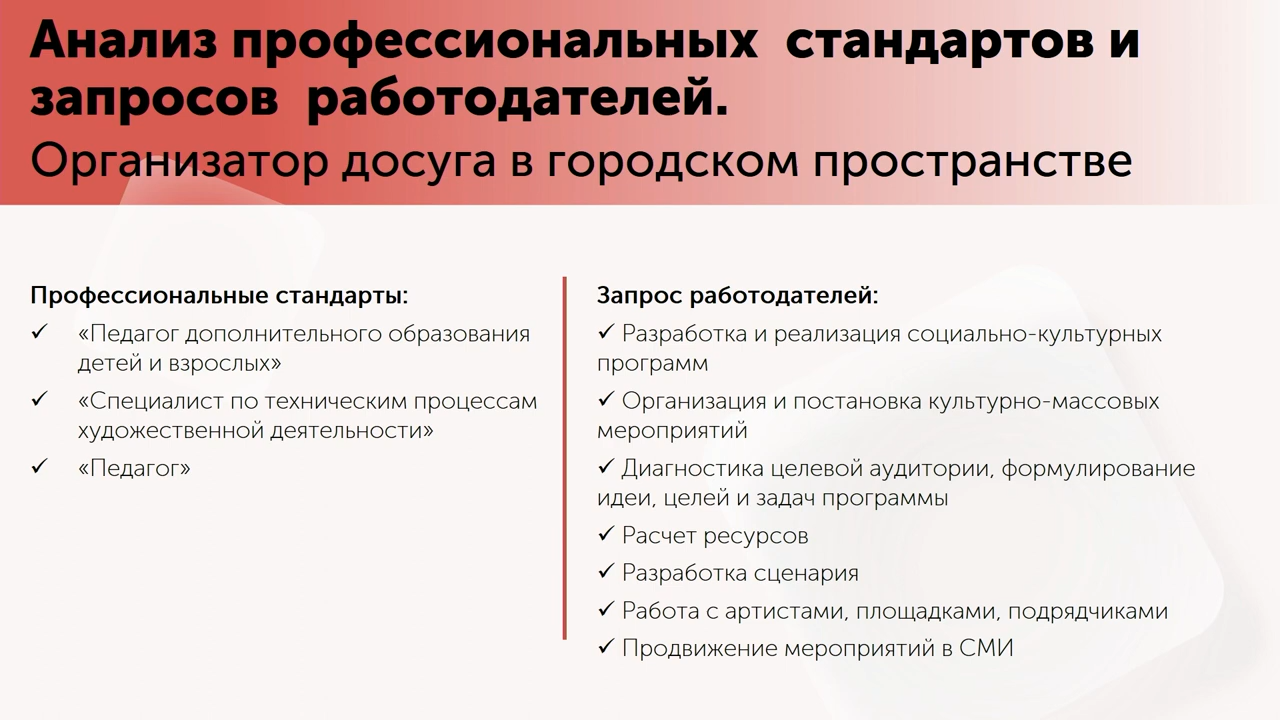 Анализ профессиональных стандартов и
запросов работодателей.
Организатор досуга в городском пространстве
Профессиональные стандарты:
✓ «Педагог дополнительного образования
детей и взрослых»
✓ «Специалист по техническим процессам
художественной деятельности»
✓ «Педагог»
Запрос работодателей:
✓ Разработка и реализация социально-культурных
программ
✓ Организация и постановка культурно-массовых
мероприятий
✓ Диагностика целевой аудитории, формулирование
идеи, целей и задач программы
✓ Расчет ресурсов
✓ Разработка сценария
✓ Работа с артистами, площадками, подрядчиками
✓ Продвижение мероприятий в СМИ